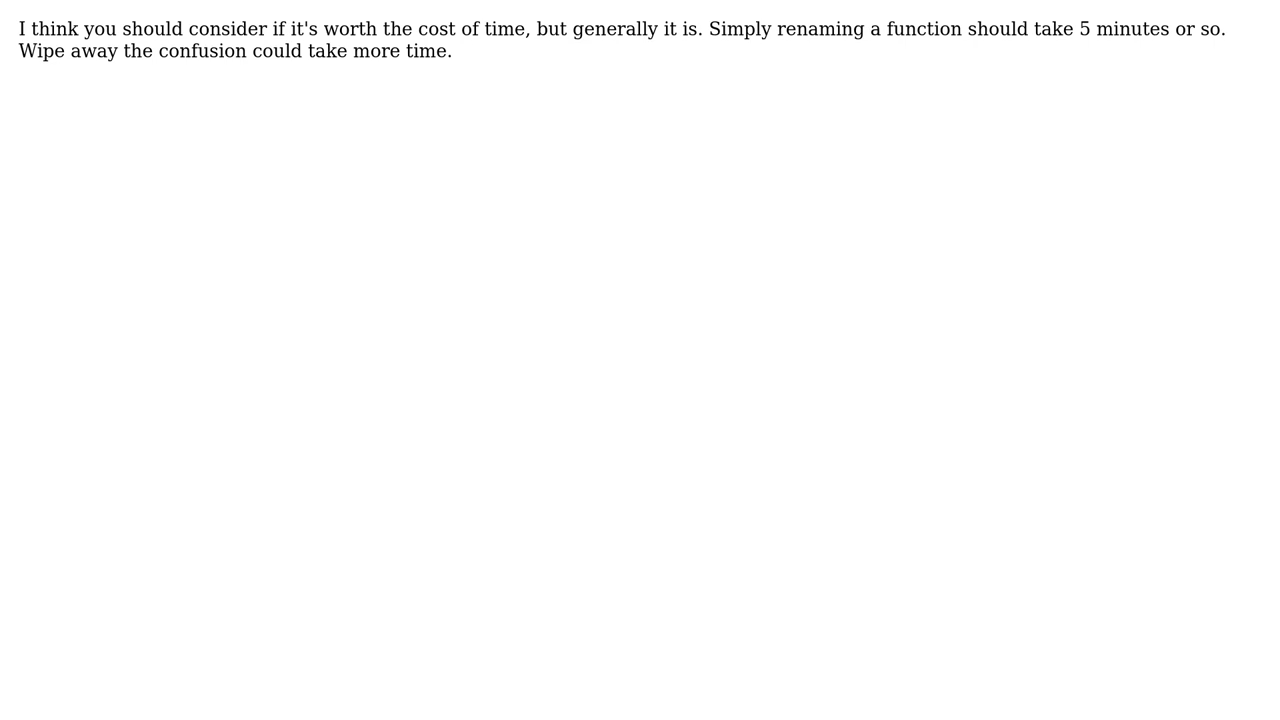 I think you should consider if it's worth the cost of time, but generally it is. Simply renaming a function should take 5 minutes or so.
Wipe away the confusion could take more time.